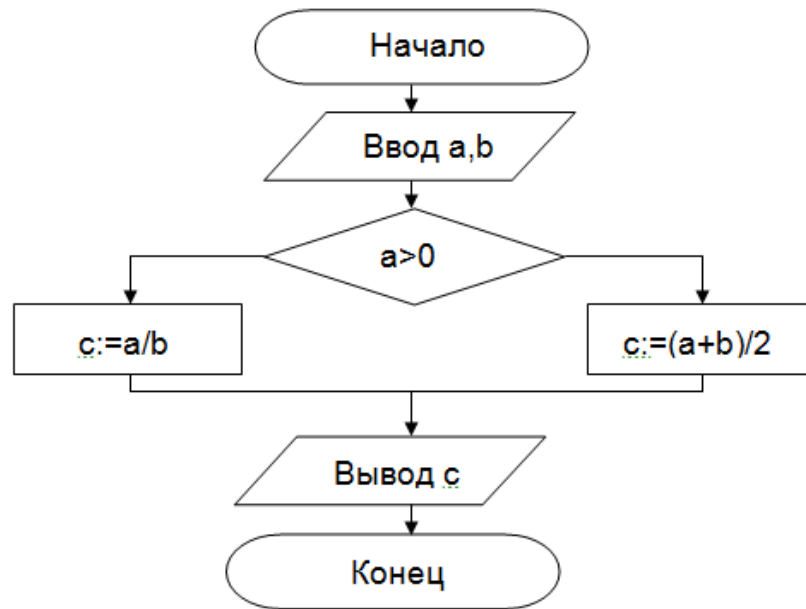 Начало
Ввод a,b
a>0
c:=a/b
c:=(a+b)/2
Вывод c
Конец